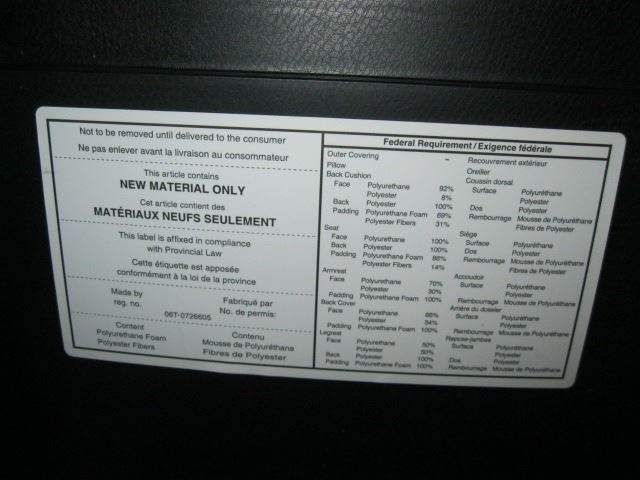 Not to be removed until delivered to the consumer
Ne pas enlever avant la livraison au consommateur
This article contains
NEW MATERIAL ONLY
Cet article contient des
MATÉRIAUX NEUFS SEULEMENT
This label is affixed in compliance
with Provincial Law
Cette étiquette est apposée
conformément à la loi de la province
Made by Fabriqué par
reg. no. No. de permis:
06T-0726605
Content Contenu
Polyurethane Foam Mousse de Polyuréthane
Polyester Fibers Fibres de Polyester
Federal Requirement/Exigence fédérale
Outer Covering – Recouvrement extérieur
Pillow Oreiller
Back Cushion Coussin dorsal
Face Polyurethane 92% Surface Polyuréthane
Polyester 8% Polyester
Back Polyester 100% Dos Polyester
Padding Polyurethane Foam 69% Rembourrage Mousse de Polyuréthane
Polyester Fibers 31% Fibres de Polyester
Seat Siège
Face Polyurethane 100% Surface Polyuréthane
Back Polyester 100% Dos Polyester
Padding Polyurethane Foam 86% Rembourrage Mousse de Polyuréthane
Polyester Fibers 14% Fibres de Polyester
Armrest Accoudoir
Face Polyurethane 70% Surface Polyuréthane
Polyester 30% Polyester
Padding Polyurethane Foam 100% Rembourrage Mousse de Polyuréthane
Back Cover Arrière du dossier
Face Polyurethane 66% Surface Polyuréthane
Polyester 34% Polyester
Padding Polyurethane Foam 100% Rembourrage Mousse de Polyuréthane
Legrest Repose-jambes
Face Polyurethane 50% Surface Polyuréthane
Polyester 50% Polyester
Back Polyester 100% Dos Polyester
Padding Polyurethane Foam 100% Rembourrage Mousse de Polyuréthane